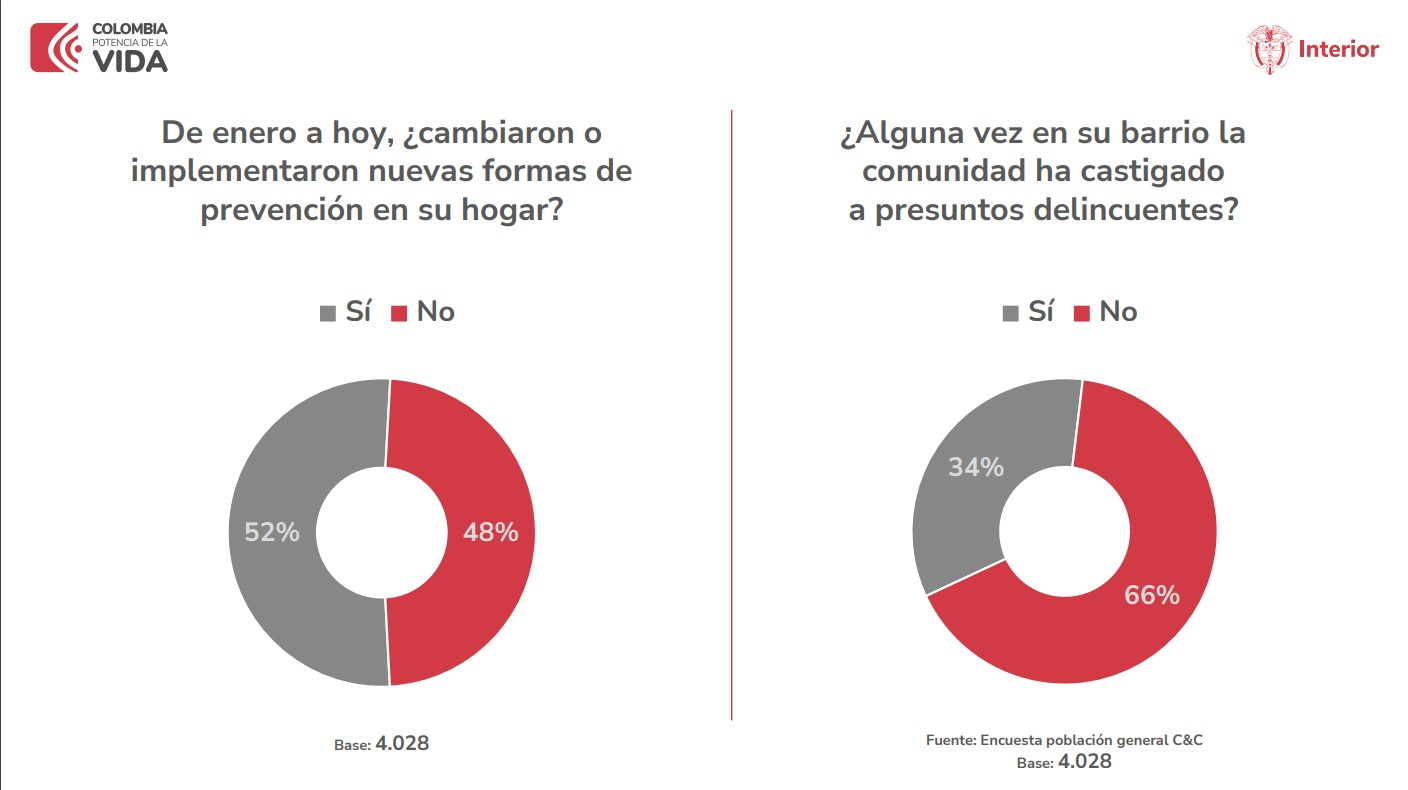 COLOMBIA
POTENCIA DE LA
VIDA
Interior
De enero a hoy, ¿cambiaron o
implementaron nuevas formas de
prevención en su hogar?
Sí No
52%
48%
Base: 4.028
¿Alguna vez en su barrio la
comunidad ha castigado
a presuntos delincuentes?
Sí No
34%
66%
Fuente: Encuesta población general C&C
Base: 4.028